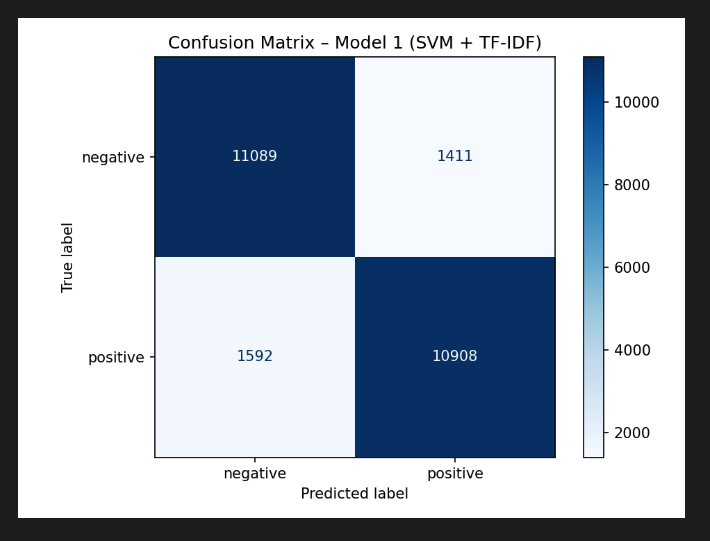 Confusion Matrix – Model 1 (SVM + TF-IDF)
True label
negative
11089
1411
positive
1592
10908
negative
positive
Predicted label
10000
8000
6000
4000
2000